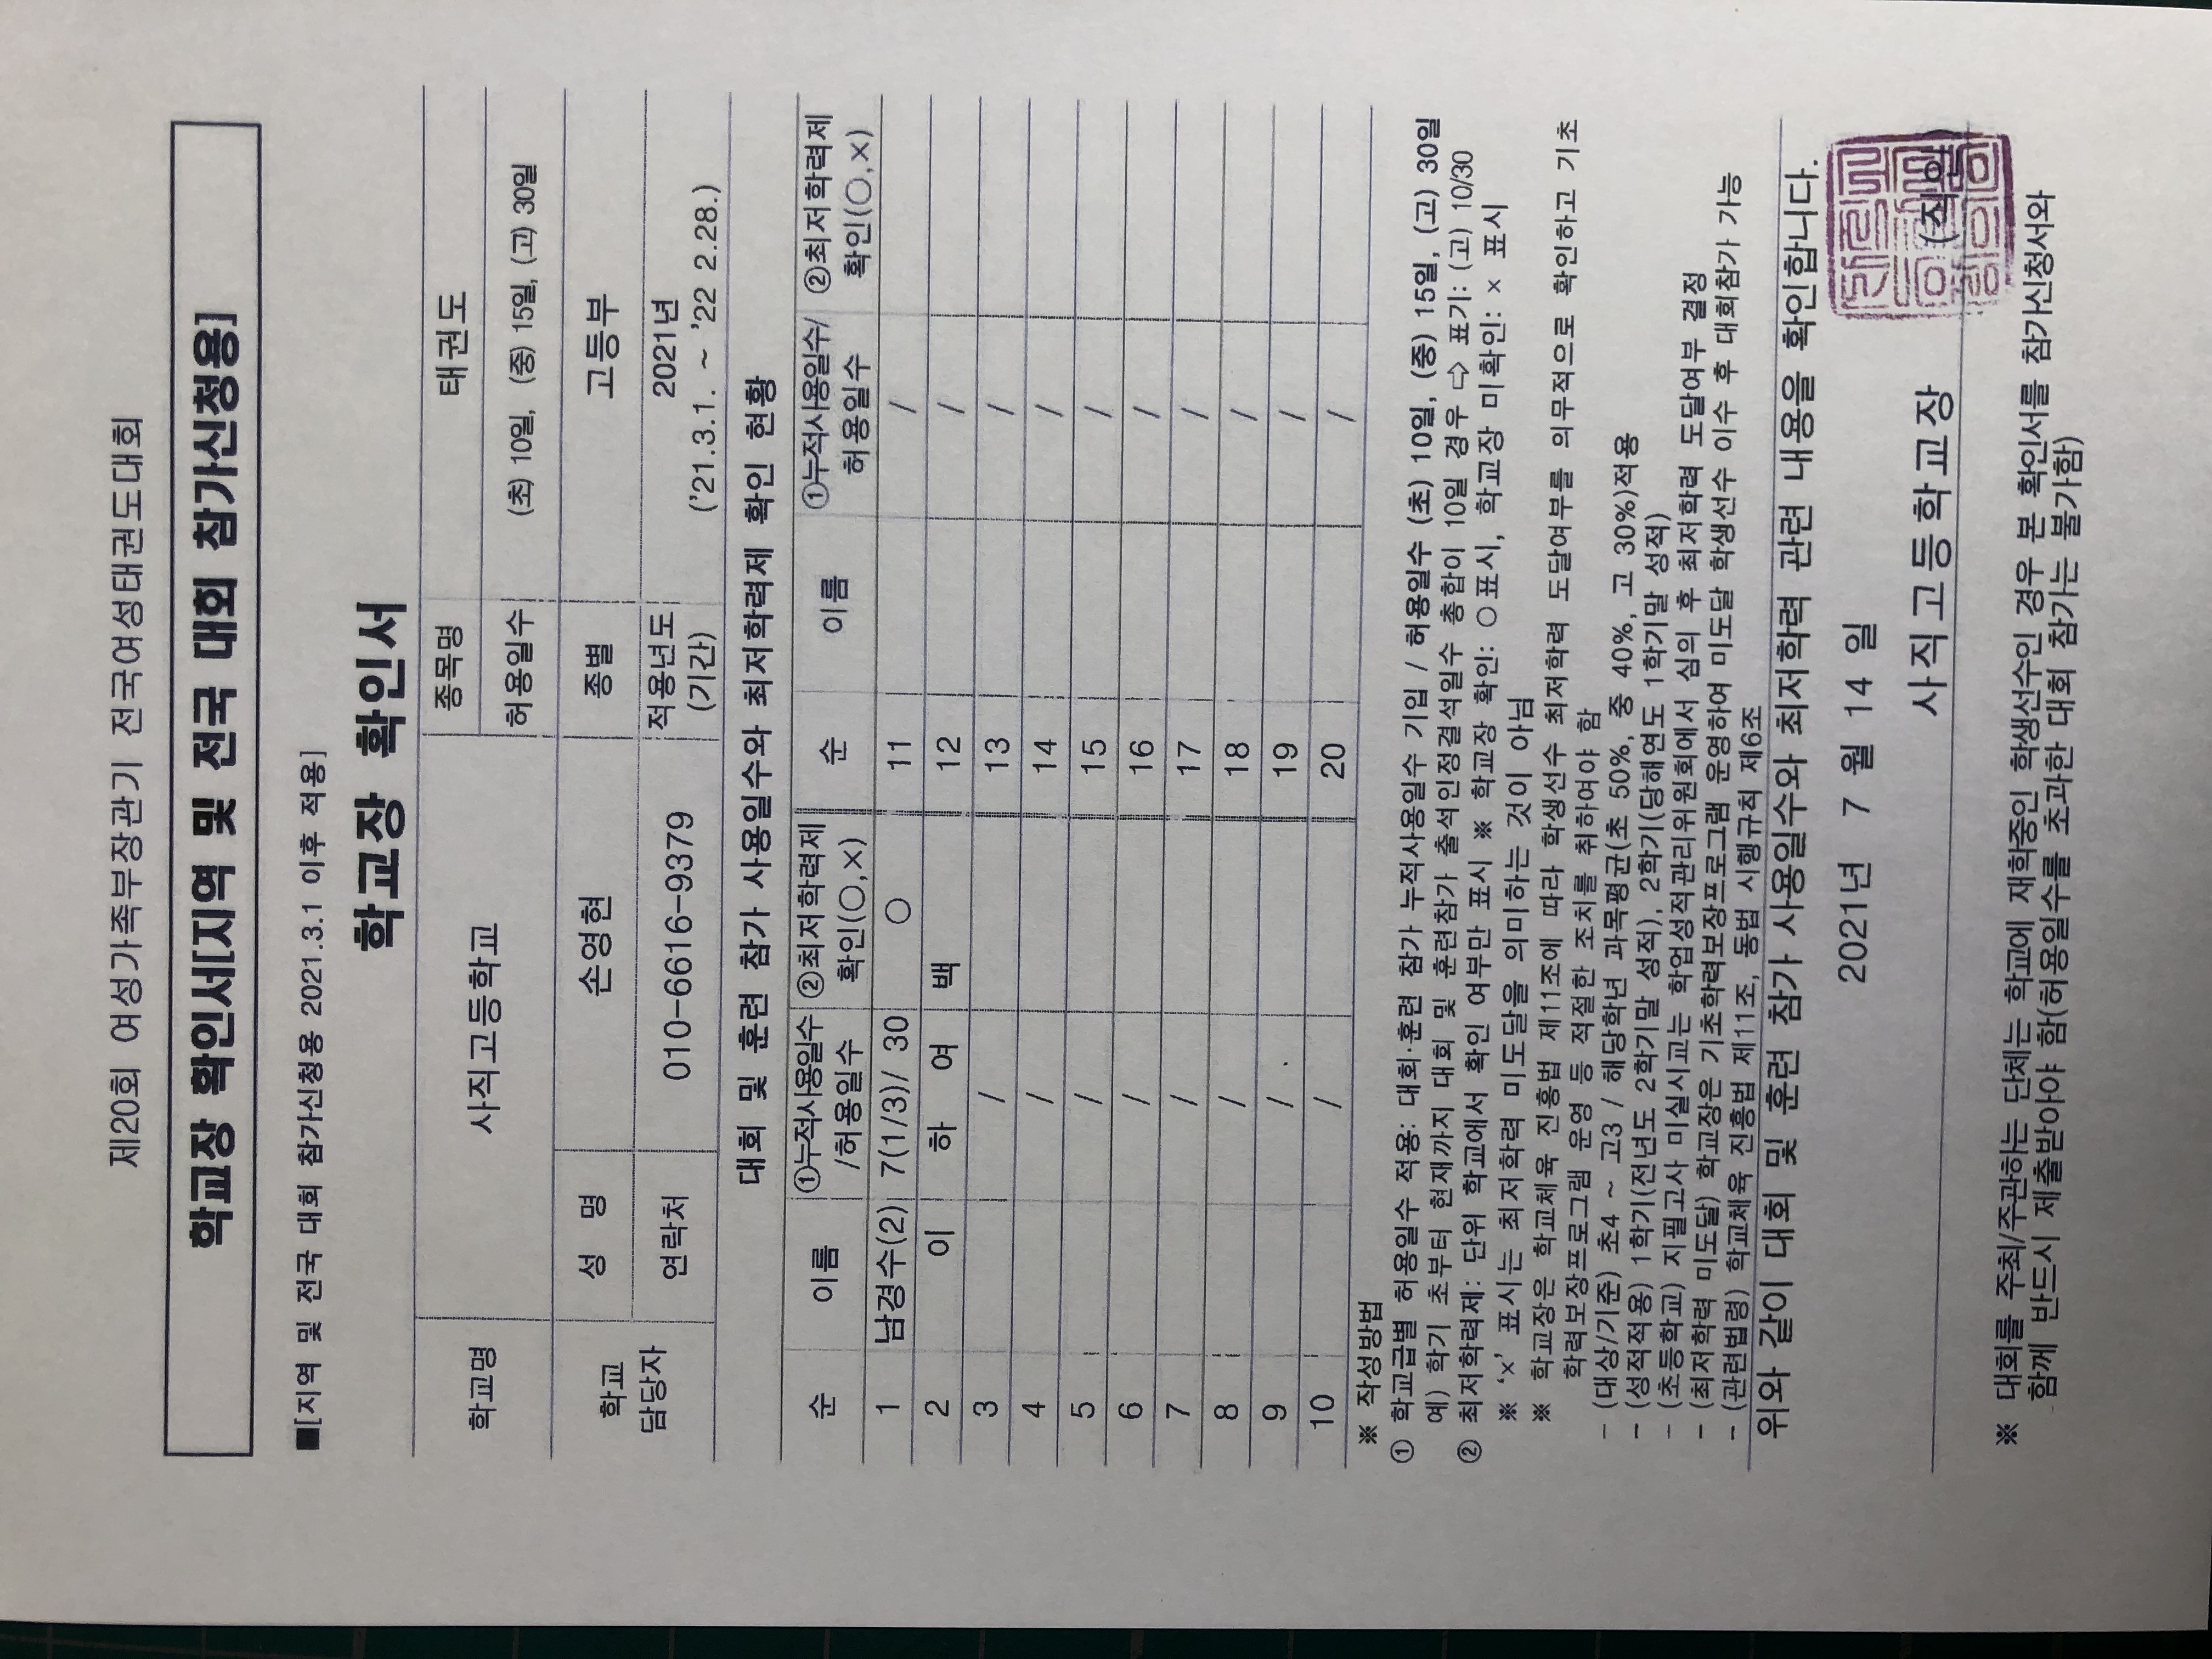 제20회 여성가족부장관기 전국여성태권도대회
학교장 확인서[지역 및 전국 대회 참가신청용]
■[지역 및 전국 대회 참가신청용 2021.3.1 이후 적용]
학교장 확인서
학교명 사직고등학교 종목명 태권도
허용일수 (초) 10일, (중) 15일, (고) 30일
학교 담당자 성 명 손영현 종별 고등부
연락처 010-6616-9379 적용년도 2021년
(기간) ('21.3.1. ~ '22 2.28.)
대회 및 훈련 참가 사용일수와 최저학력제 확인 현황
순 이름 ①누적사용일수 ②최저학력제 순 이름 ①누적사용일수/ ②최저학력제
/허용일수 확인(○,×) 허용일수 확인(○,×)
1 남경수(2) 7(1/3)/ 30 ○ 11 /
2 이 하 여 백 12 /
3 / 13 /
4 / 14 /
5 / 15 /
6 / 16 /
7 / 17 /
8 / 18 /
9 / 19 /
10 / 20 /
※ 작성방법
① 학교급별 허용일수 적용: 대회·훈련 참가 누적사용일수 기입 / 허용일수 (초) 10일, (중) 15일, (고) 30일
예) 학기 초부터 현재까지 대회 및 훈련참가 출석인정결석일수 총합이 10일 경우 ⇨ 표기: (고) 10/30
② 최저학력제: 단위 학교에서 확인 여부만 표시 ※ 학교장 확인: ○표시, 학교장 미확인: × 표시
※ '×' 표시는 최저학력 미도달을 의미하는 것이 아님
※ 학교장은 학교체육 진흥법 제11조에 따라 학생선수 최저학력 도달여부를 의무적으로 확인하고 기초
학력보장프로그램 운영 등 적절한 조치를 취하여야 함
- (대상/기준) 초4 ~ 고3 / 해당학년 과목평균(초 50%, 중 40%, 고 30%)적용
- (성적적용) 1학기(전년도 2학기말 성적), 2학기(당해연도 1학기말 성적)
- (초등학교) 지필고사 미실시교는 학업성적관리위원회에서 심의 후 최저학력 도달여부 결정
- (최저학력 미도달) 학교장은 기초학력보장프로그램 운영하여 미도달 학생선수 이수 후 대회참가 가능
- (관련법령) 학교체육 진흥법 제11조, 동법 시행규칙 제6조
위와 같이 대회 및 훈련 참가 사용일수와 최저학력 관련 내용을 확인합니다.
2021년 7 월 14 일
사직고등학교장 (직인)
※ 대회를 주최/주관하는 단체는 학교에 재학중인 학생선수인 경우 본 확인서를 참가신청서와
함께 반드시 제출받아야 함(허용일수를 초과한 대회 참가는 불가함)